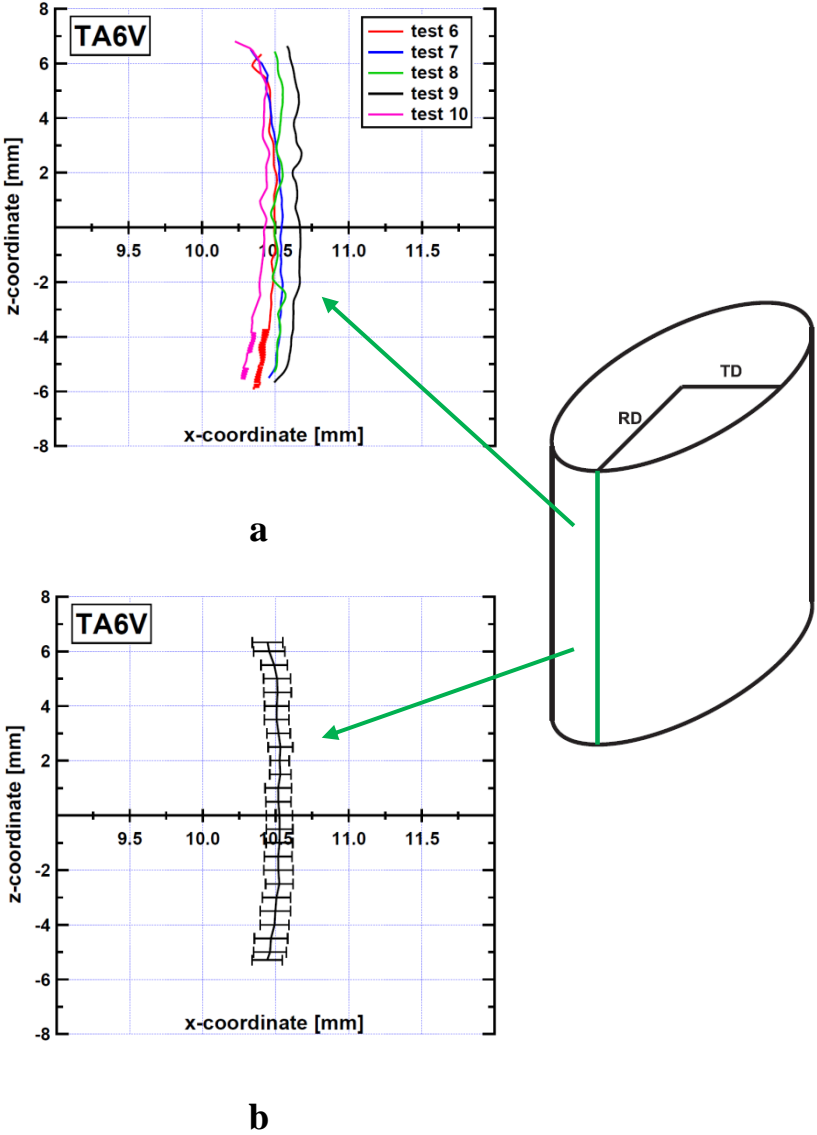 TA6V
test 6
test 7
test 8
test 9
test 10
8
6
4
2
-2
-4
-6
-8
9.5 10.0 10.5 11.0 11.5
z-coordinate [mm]
x-coordinate [mm]
a
TD
RD
TA6V
8
6
4
2
-2
-4
-6
-8
9.5 10.0 10.5 11.0 11.5
z-coordinate [mm]
x-coordinate [mm]
b